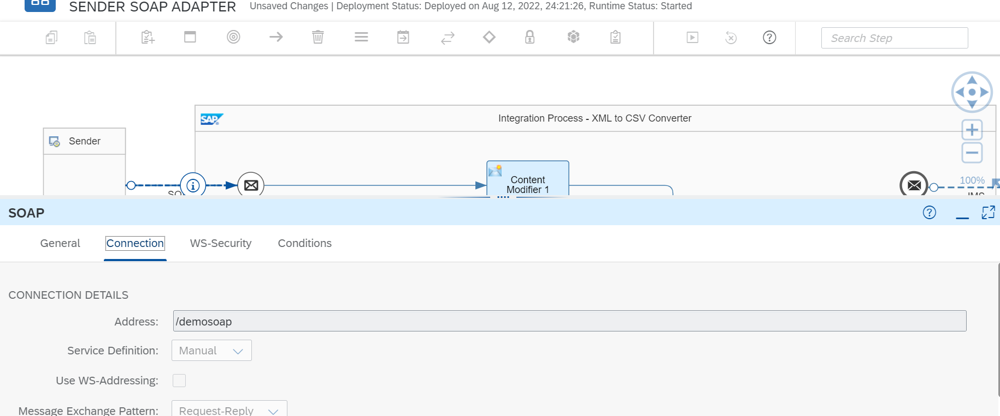 SENDER SOAP ADAPTER
Unsaved Changes | Deployment Status: Deployed on Aug 12, 2022, 24:21:26, Runtime Status: Started
Search Step
SAP
Integration Process - XML to CSV Converter
Sender
Content
Modifier 1
100%
SO
JMS
SOAP
General
Connection
WS-Security
Conditions
CONNECTION DETAILS
Address:
/demosoap
Service Definition:
Manual
Use WS-Addressing:
Message Exchange Pattern:
Request-Reply